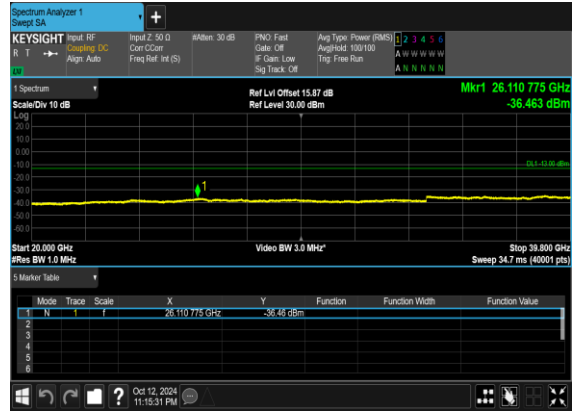 Spectrum Analyzer 1
Swept SA
+
KEYSIGHT
R T
LXI
Input: RF
Coupling: DC
Align: Auto
Input Z: 50 Ω
Corr CCorr
Freq Ref: Int (S)
#Atten: 30 dB
PNO: Fast
Gate: Off
IF Gain: Low
Sig Track: Off
Avg Type: Power (RMS)
Avg|Hold: 100/100
Trig: Free Run
1 2 3 4 5 6
A W W W W W
A N N N N N
1 Spectrum
Scale/Div 10 dB
Ref Lvl Offset 15.87 dB
Ref Level 30.00 dBm
Mkr1 26.110 775 GHz
-36.463 dBm
Log
20.0
10.0
0.00
-10.0
-20.0
-30.0
-40.0
-50.0
-60.0
DL1 -13.00 dBm
1
Start 20.000 GHz
#Res BW 1.0 MHz
Video BW 3.0 MHz*
Stop 39.800 GHz
Sweep 34.7 ms (40001 pts)
5 Marker Table
Mode Trace Scale X Y Function Function Width Function Value
1 N 1 f 26.110 775 GHz -36.46 dBm
2
3
4
5
6
?
Oct 12, 2024
11:15:31 PM